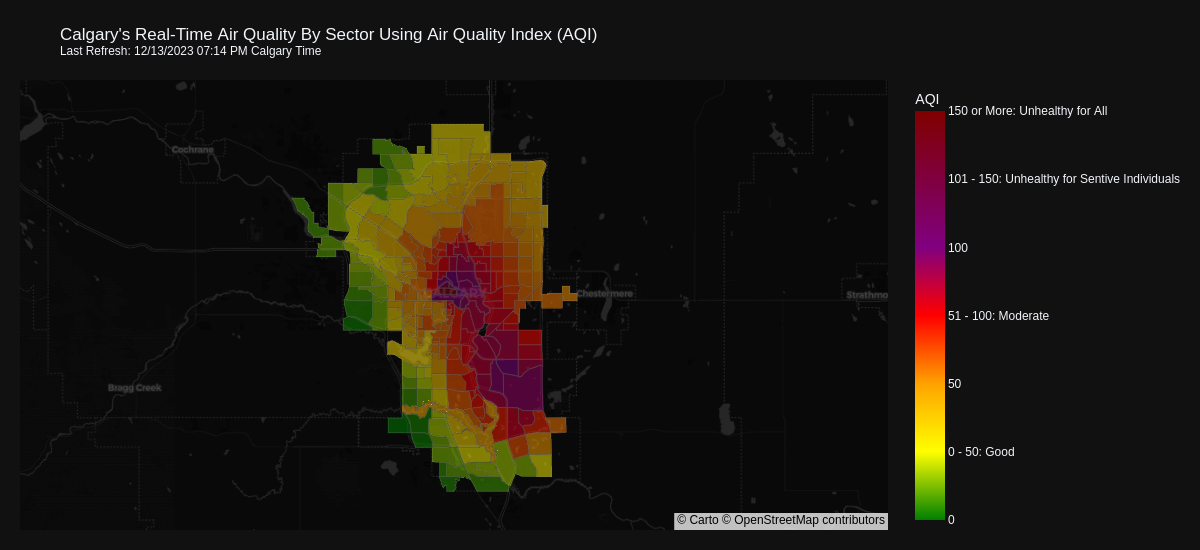 Calgary's Real-Time Air Quality By Sector Using Air Quality Index (AQI)
Last Refresh: 12/13/2023 07:14 PM Calgary Time
AQI
150 or More: Unhealthy for All
101 - 150: Unhealthy for Sentive Individuals
100
51 - 100: Moderate
50
0 - 50: Good
0
Cochrane
CALGARY
Chestermere
Strathmo
Bragg Creek
© Carto © OpenStreetMap contributors